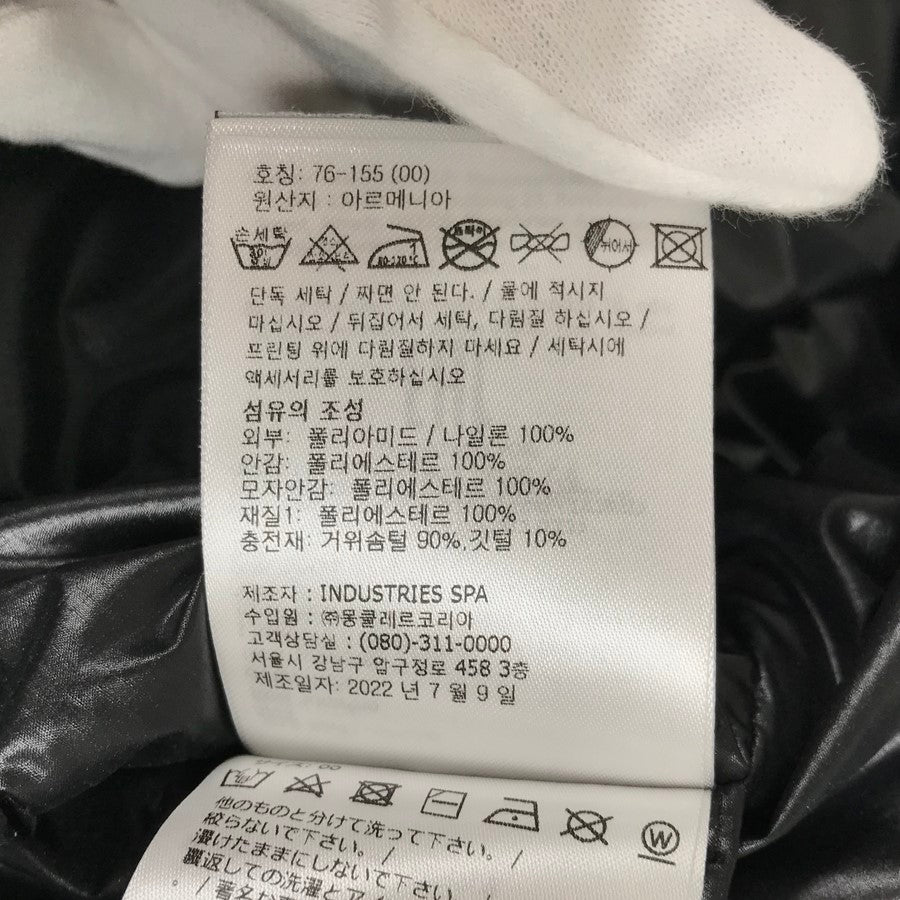 호칭: 76-155 (00)
원산지 : 아르메니아
손세탁
30
80-120℃
뉘어서
단독 세탁 / 짜면 안 된다. / 물에 적시지
마십시오 / 뒤집어서 세탁, 다림질 하십시오 /
프린팅 위에 다림질하지 마세요 / 세탁시에
액세서리를 보호하십시오
섬유의 조성
외부: 폴리아미드 / 나일론 100%
안감: 폴리에스테르 100%
모자안감: 폴리에스테르 100%
재질1: 폴리에스테르 100%
충전재: 거위솜털 90%,깃털 10%
제조자 : INDUSTRIES SPA
수입원 : ㈜몽클레르코리아
고객상담실 : (080)-311-0000
서울시 강남구 압구정로 458 3층
제조일자: 2022 년 7 월 9 일
W
他のものと分けて洗って下さい。 /
絞らないで下さい。 /
漬けたままにしないで下さい。
裏返しての洗濯とア
。 / 著名な